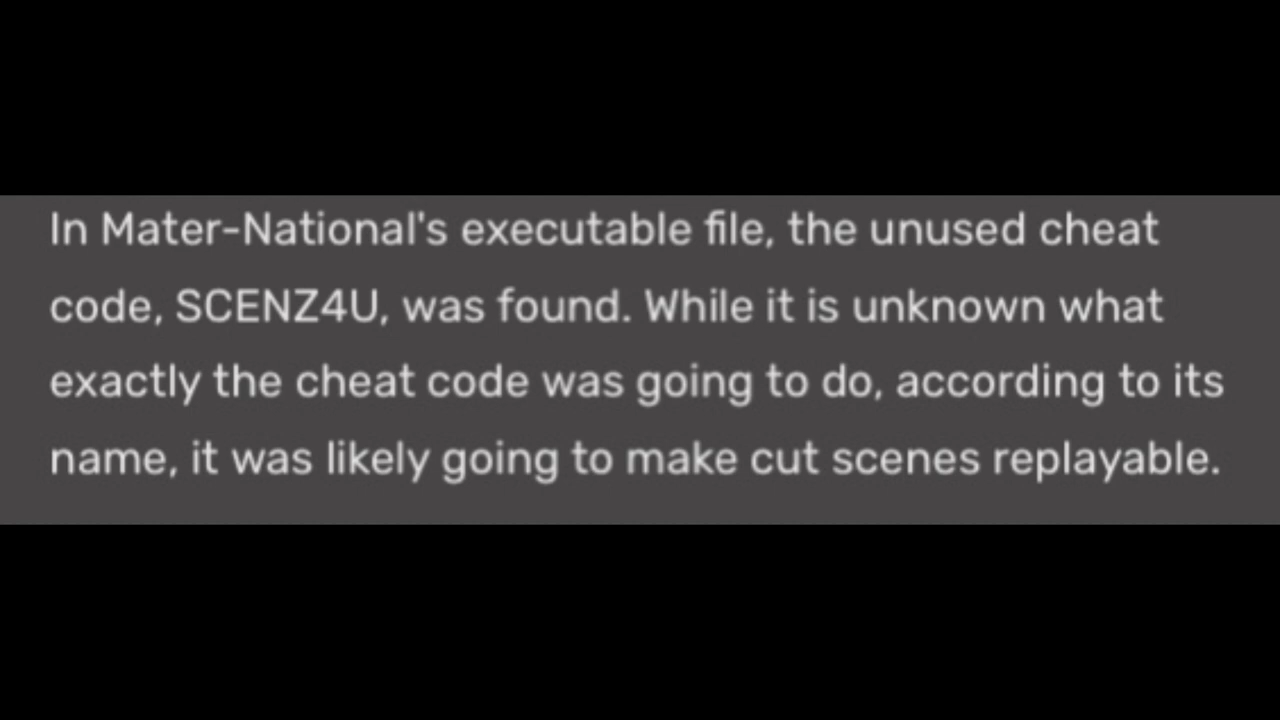 In Mater-National's executable file, the unused cheat
code, SCENZ4U, was found. While it is unknown what
exactly the cheat code was going to do, according to its
name, it was likely going to make cut scenes replayable.